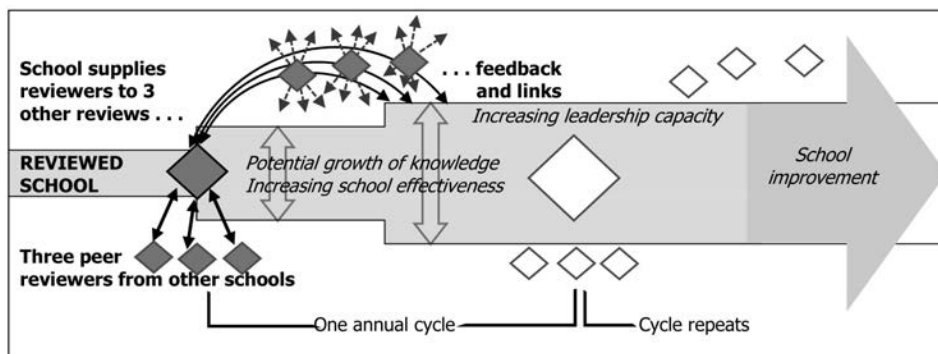 School supplies
reviewers to 3
other reviews . . .
. . . feedback
and links
Increasing leadership capacity
REVIEWED
SCHOOL
Potential growth of knowledge
Increasing school effectiveness
School
improvement
Three peer
reviewers from other schools
One annual cycle
Cycle repeats